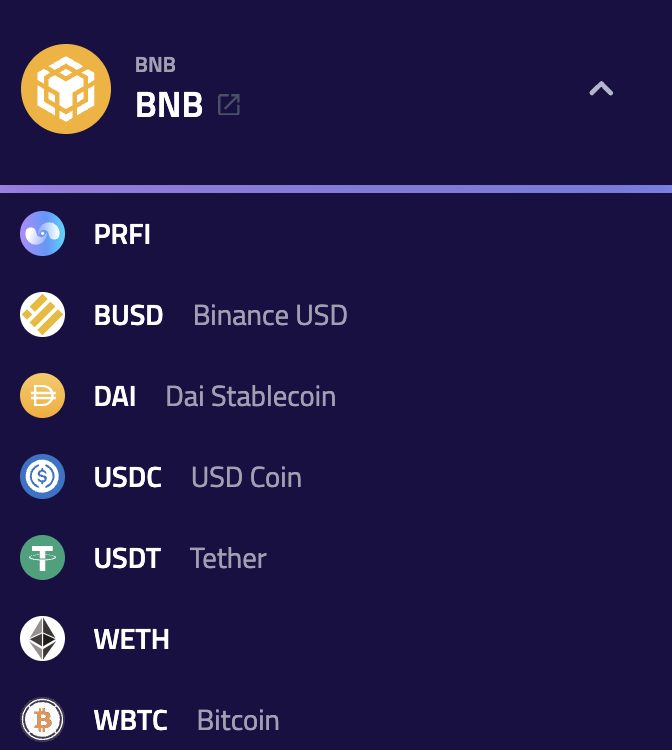 BNB
BNB
PRFI
BUSD Binance USD
DAI Dai Stablecoin
USDC USD Coin
USDT Tether
WETH
WBTC Bitcoin